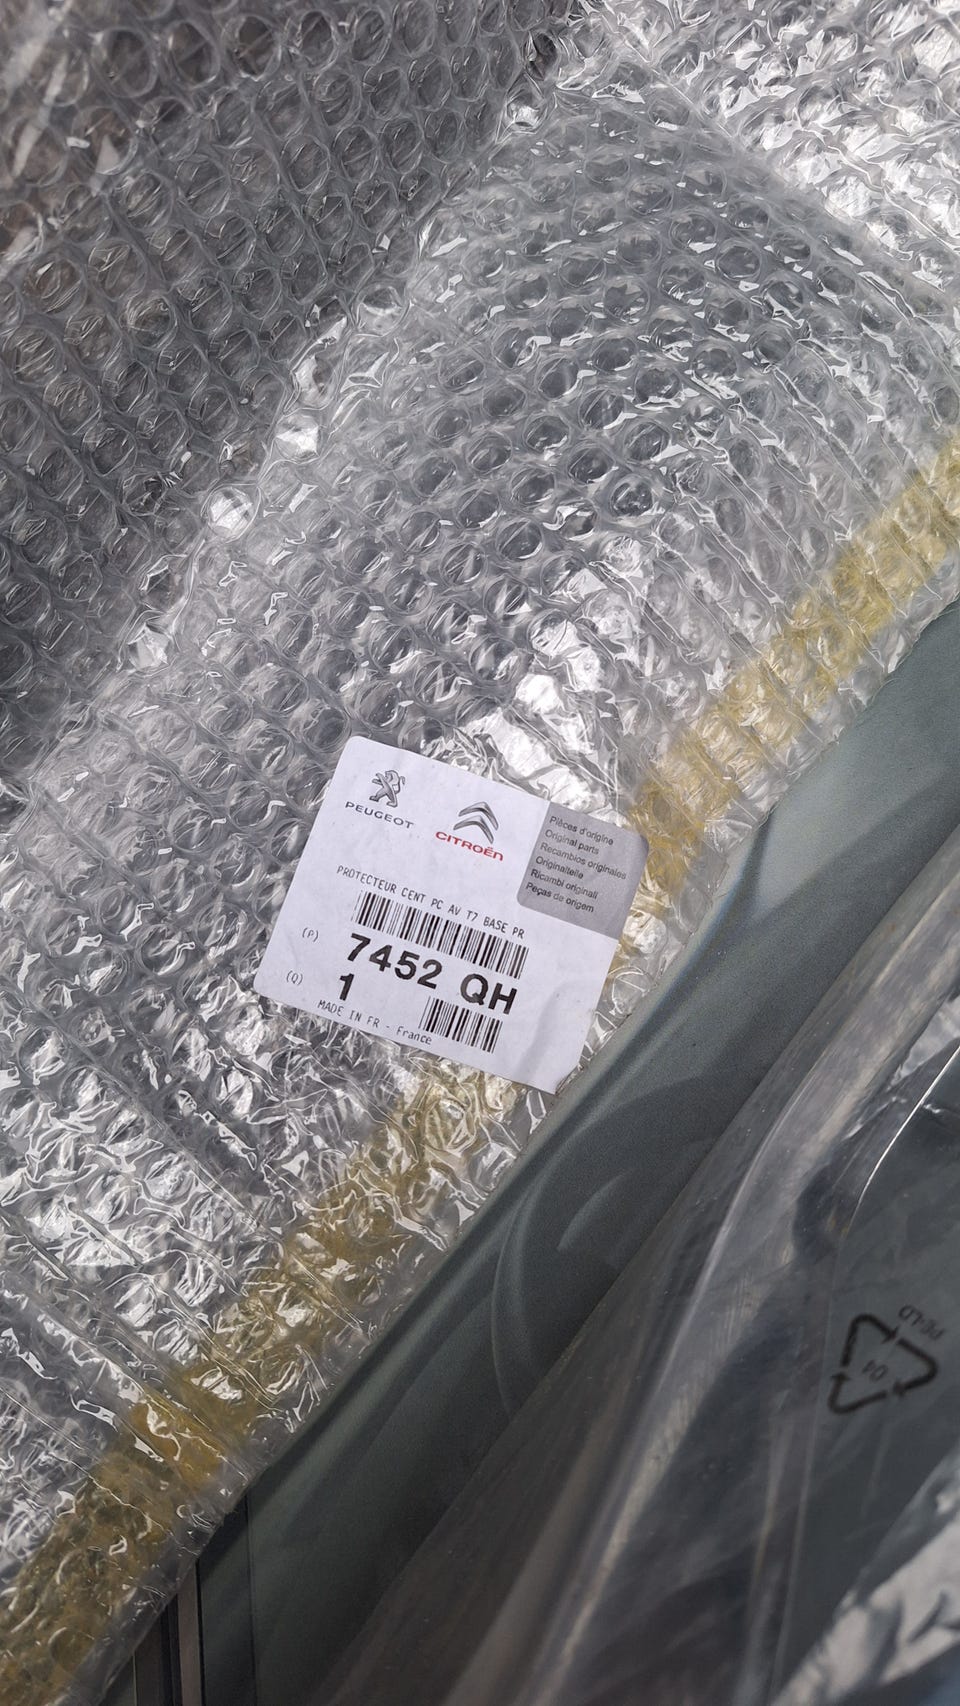 PEUGEOT
CITROËN
Pièces d'origine
Original parts
Recambios originales
Originalteile
Ricambi originali
Peças de origem
PROTECTEUR CENT PC AV T7 BASE PR
(P)
7452 QH
(Q)
1
MADE IN FR - France
04
PE-LD